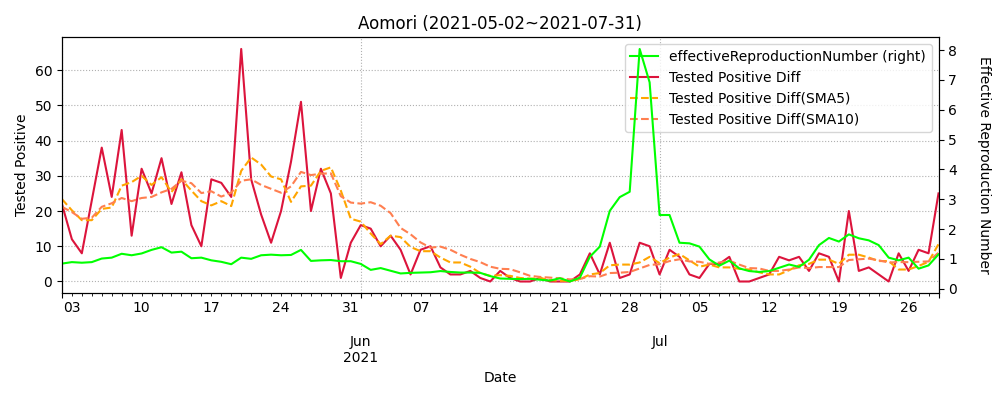 Aomori (2021-05-02~2021-07-31)
effectiveReproductionNumber (right)
Tested Positive Diff
Tested Positive Diff(SMA5)
Tested Positive Diff(SMA10)
Tested Positive
60
50
40
30
20
10
0
8
7
6
5
4
3
2
1
0
Effective Reproduction Number
03 10 17 24 31 07 14 21 28 05 12 19 26
Jun Jul
2021
Date